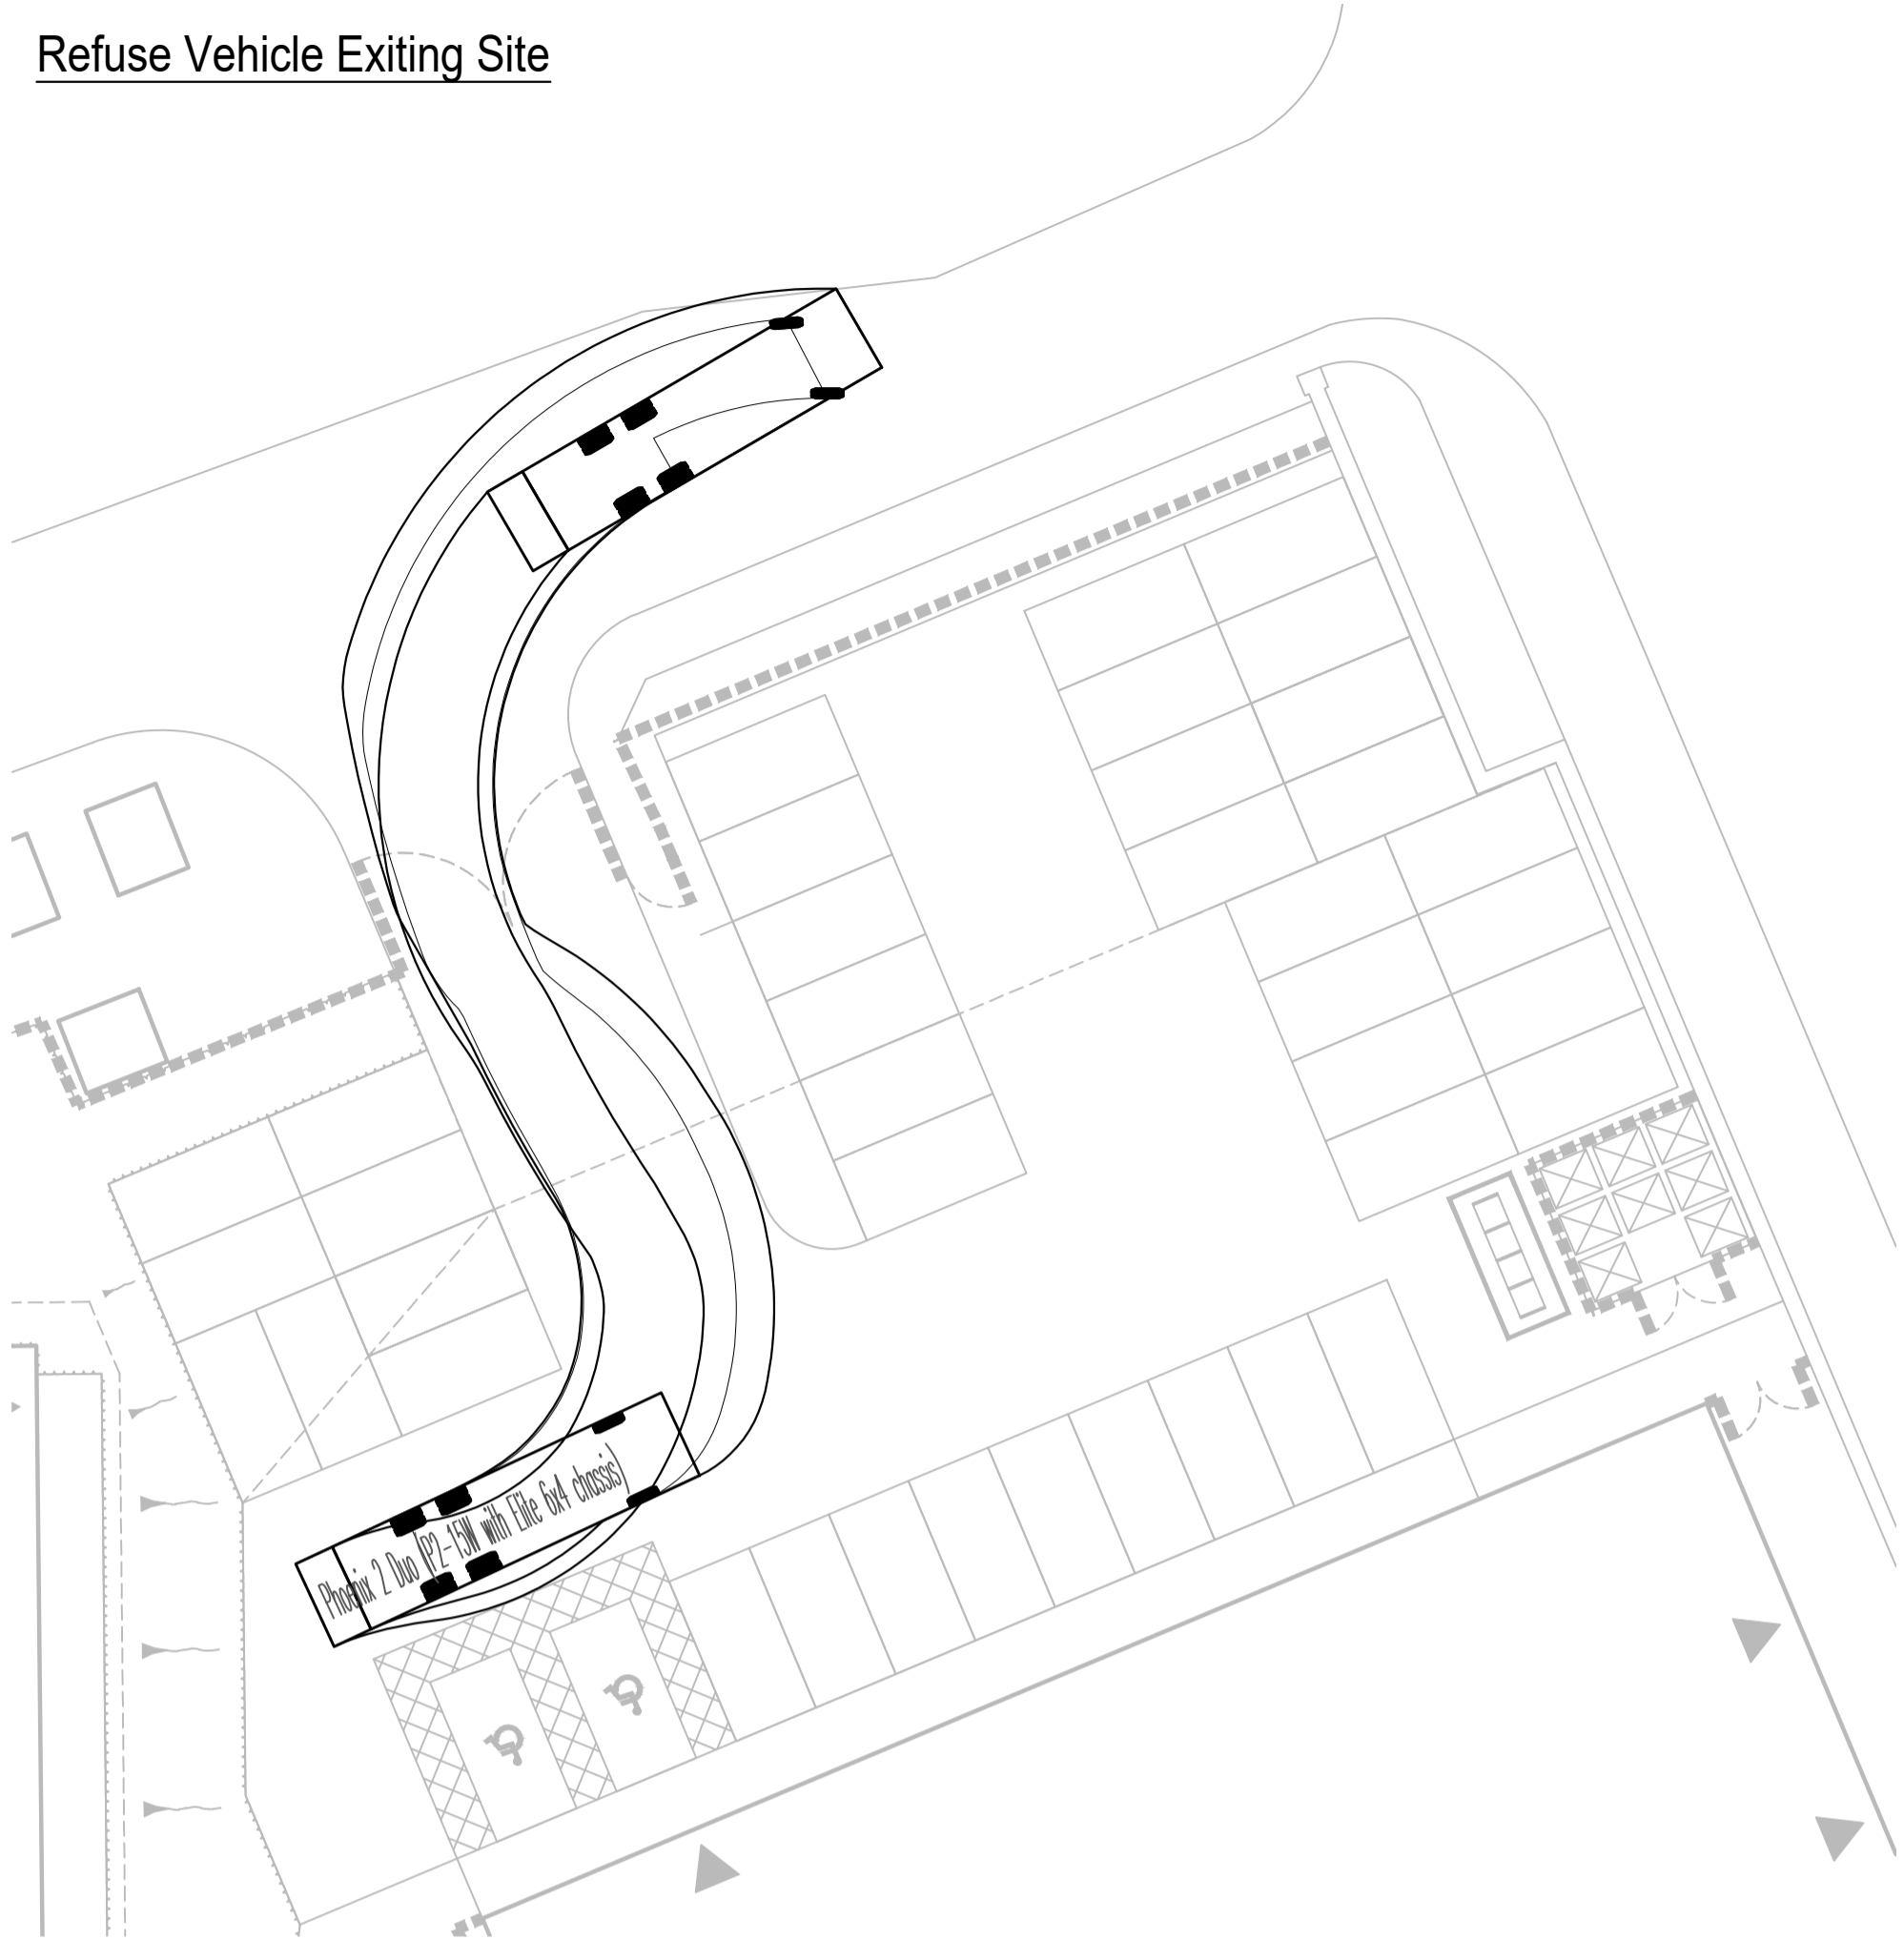 Refuse Vehicle Exiting Site
Phoenix 2 Duo (P2-15W with Elite 6x4 chassis)